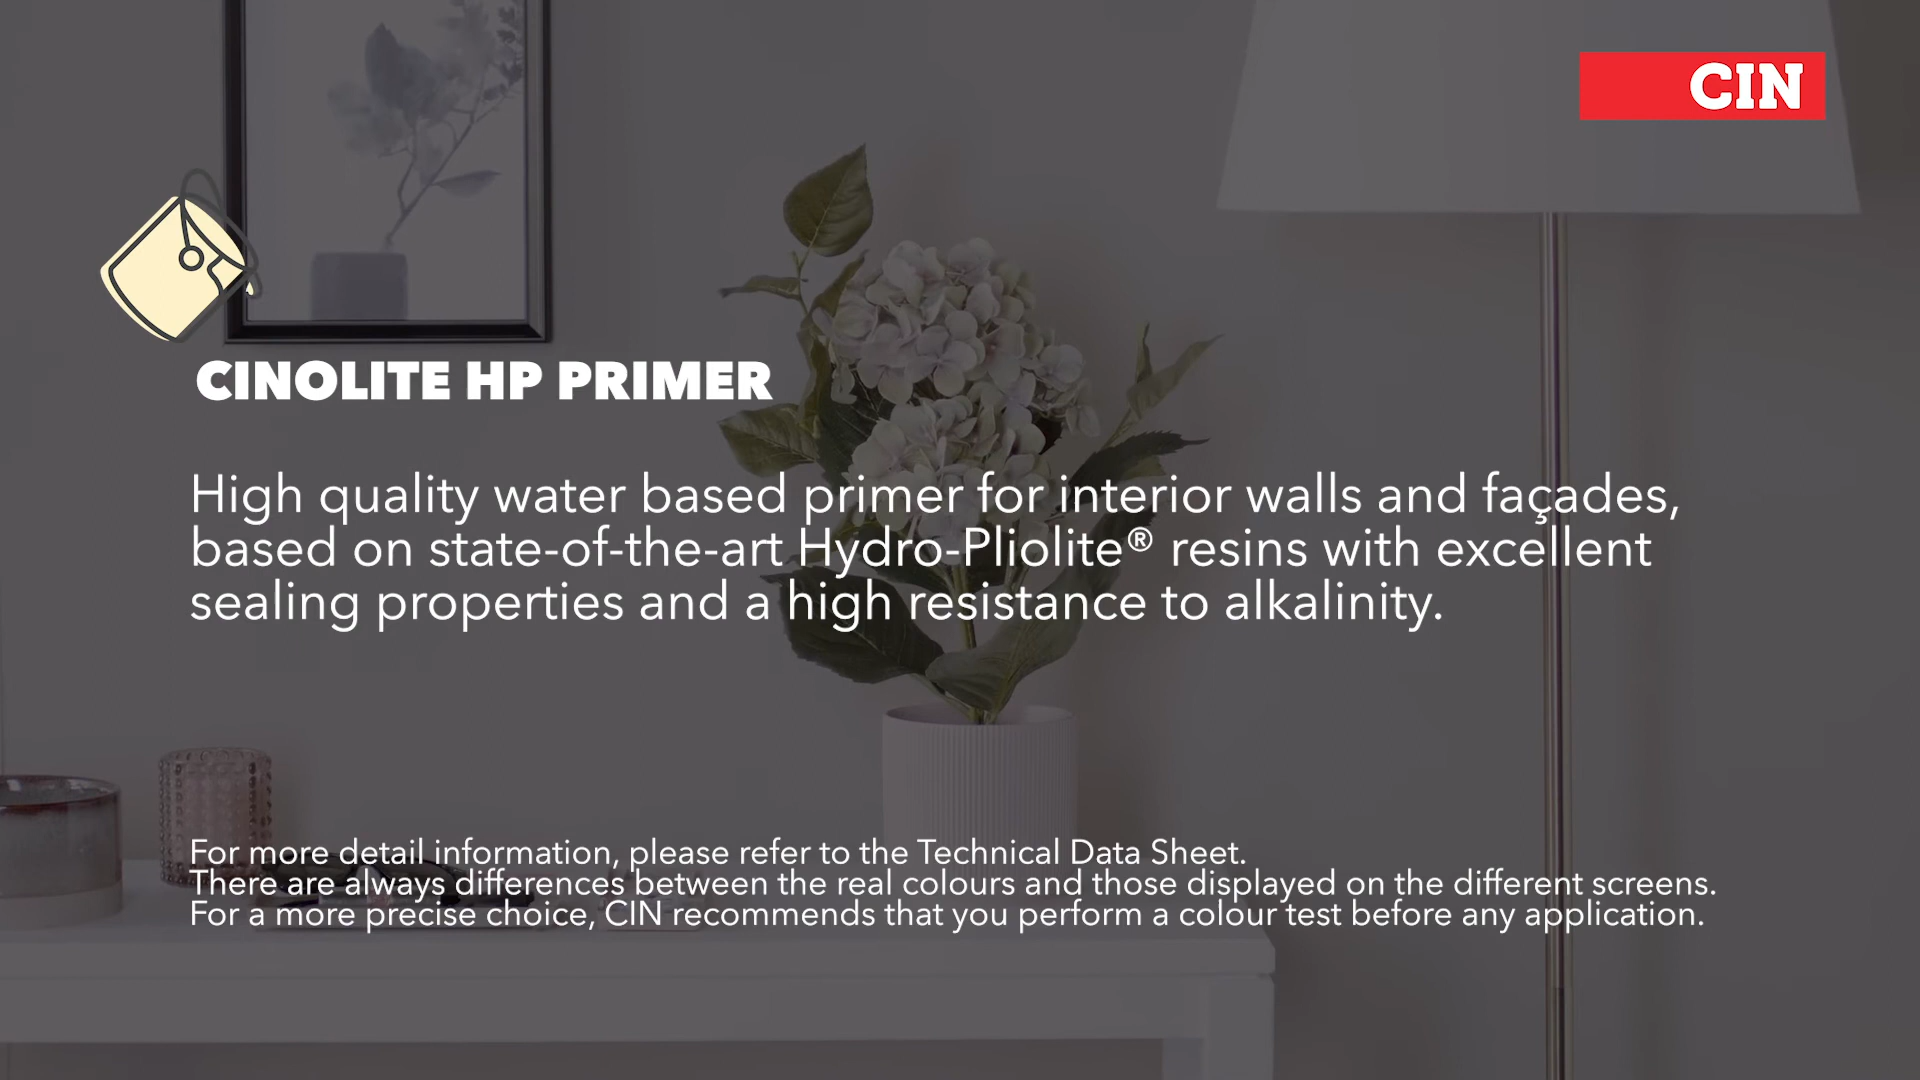 CIN
CINOLITE HP PRIMER
High quality water based primer for interior walls and façades,
based on state-of-the-art Hydro-Pliolite® resins with excellent
sealing properties and a high resistance to alkalinity.
For more detail information, please refer to the Technical Data Sheet.
There are always differences between the real colours and those displayed on the different screens.
For a more precise choice, CIN recommends that you perform a colour test before any application.